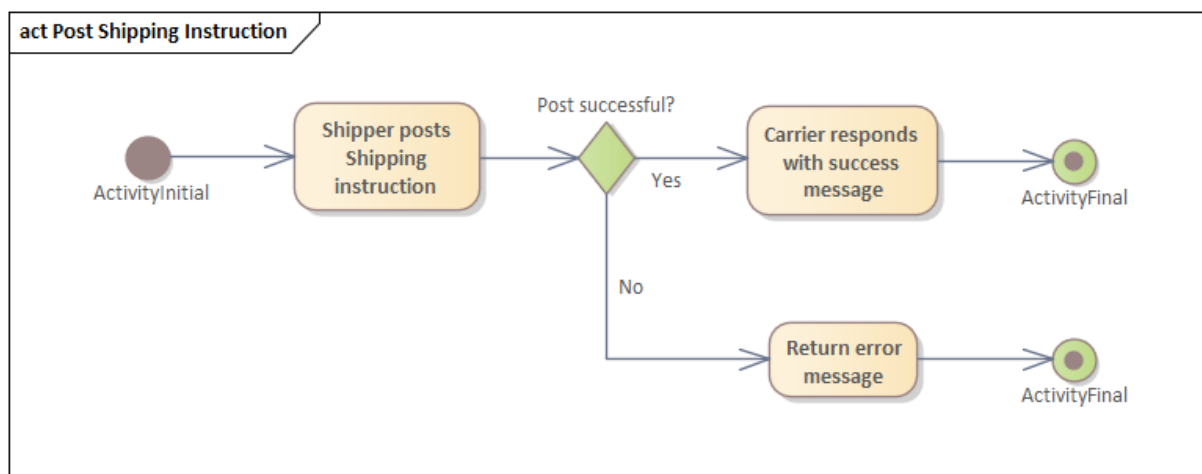 act Post Shipping Instruction
Post successful?
Shipper posts
Shipping
instruction
Carrier responds
with success
message
Yes
ActivityInitial
ActivityFinal
No
Return error
message
ActivityFinal